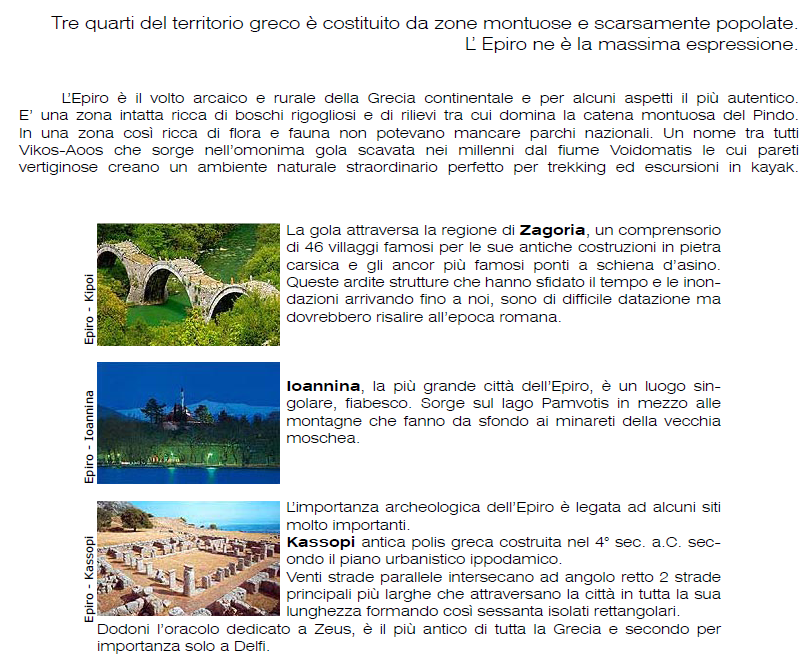 Tre quarti del territorio greco è costituito da zone montuose e scarsamente popolate.
L' Epiro ne è la massima espressione.
L'Epiro è il volto arcaico e rurale della Grecia continentale e per alcuni aspetti il più autentico.
E' una zona intatta ricca di boschi rigogliosi e di rilievi tra cui domina la catena montuosa del Pindo.
In una zona così ricca di flora e fauna non potevano mancare parchi nazionali. Un nome tra tutti
Vikos-Aoos che sorge nell'omonima gola scavata nei millenni dal fiume Voidomatis le cui pareti
vertiginose creano un ambiente naturale straordinario perfetto per trekking ed escursioni in kayak.
Epiro - Kipoi
La gola attraversa la regione di Zagoria, un comprensorio
di 46 villaggi famosi per le sue antiche costruzioni in pietra
carsica e gli ancor più famosi ponti a schiena d'asino.
Queste ardite strutture che hanno sfidato il tempo e le inon-
dazioni arrivando fino a noi, sono di difficile datazione ma
dovrebbero risalire all'epoca romana.
Epiro - Ioannina
Ioannina, la più grande città dell'Epiro, è un luogo sin-
golare, fiabesco. Sorge sul lago Pamvotis in mezzo alle
montagne che fanno da sfondo ai minareti della vecchia
moschea.
Epiro - Kassopi
L'importanza archeologica dell'Epiro è legata ad alcuni siti
molto importanti.
Kassopi antica polis greca costruita nel 4° sec. a.C. sec-
ondo il piano urbanistico ippodamico.
Venti strade parallele intersecano ad angolo retto 2 strade
principali più larghe che attraversano la città in tutta la sua
lunghezza formando così sessanta isolati rettangolari.
Dodoni l'oracolo dedicato a Zeus, è il più antico di tutta la Grecia e secondo per
importanza solo a Delfi.